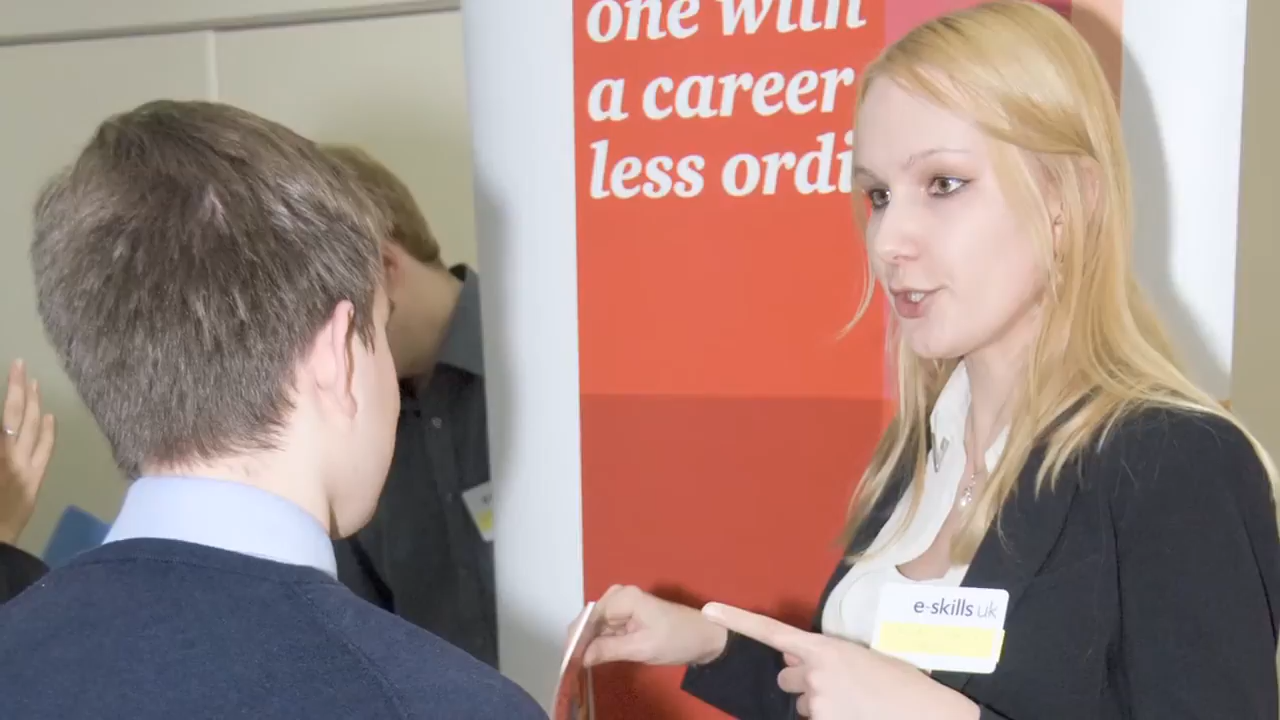 one with
a career
less ordi
e-skills uk